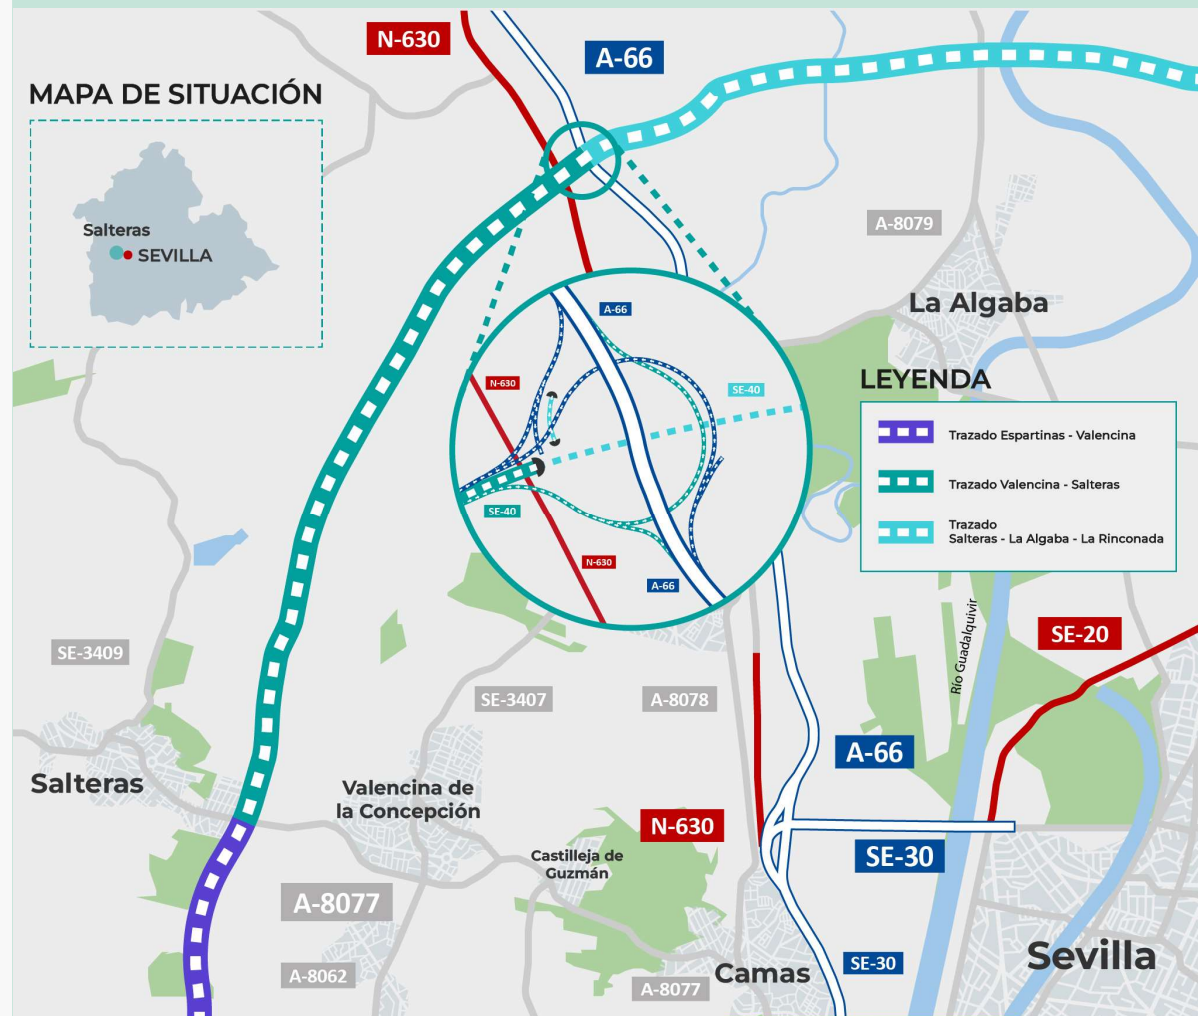 N-630
A-66
MAPA DE SITUACIÓN
Salteras
SEVILLA
A-8079
La Algaba
A-66
N-630
SE-40
SE-40
N-630
A-66
LEYENDA
Trazado Espartinas - Valencina
Trazado Valencina - Salteras
Trazado
Salteras - La Algaba - La Rinconada
Río Guadalquivir
SE-20
SE-3409
SE-3407
A-8078
A-66
Salteras
Valencina de
la Concepción
N-630
SE-30
Castilleja de
Guzmán
A-8077
A-8062
A-8077
Camas
SE-30
Sevilla